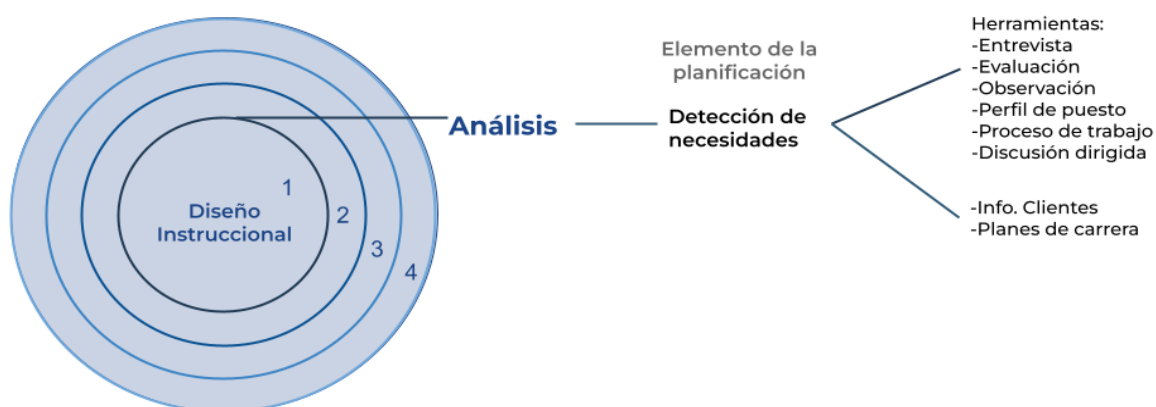 1
Diseño
Instruccional
2
3
4
Análisis
Elemento de la
planificación
Detección de
necesidades
Herramientas:
-Entrevista
-Evaluación
-Observación
-Perfil de puesto
-Proceso de trabajo
-Discusión dirigida
-Info. Clientes
-Planes de carrera